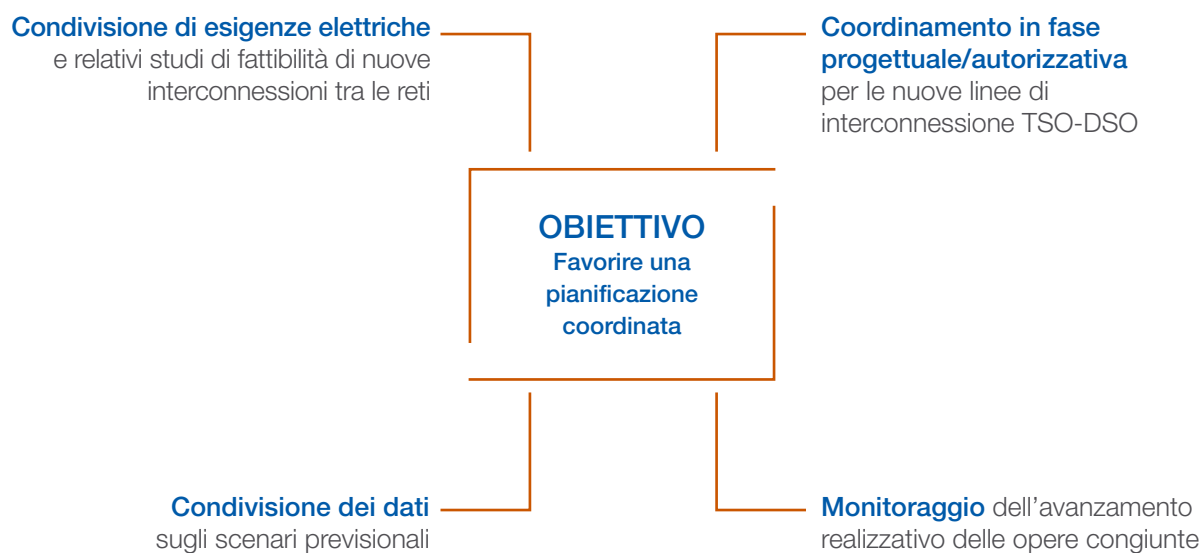 Condivisione di esigenze elettriche
e relativi studi di fattibilità di nuove
interconnessioni tra le reti
Coordinamento in fase
progettuale/autorizzativa
per le nuove linee di
interconnessione TSO-DSO
OBIETTIVO
Favorire una
pianificazione
coordinata
Condivisione dei dati
sugli scenari previsionali
Monitoraggio dell’avanzamento
realizzativo delle opere congiunte